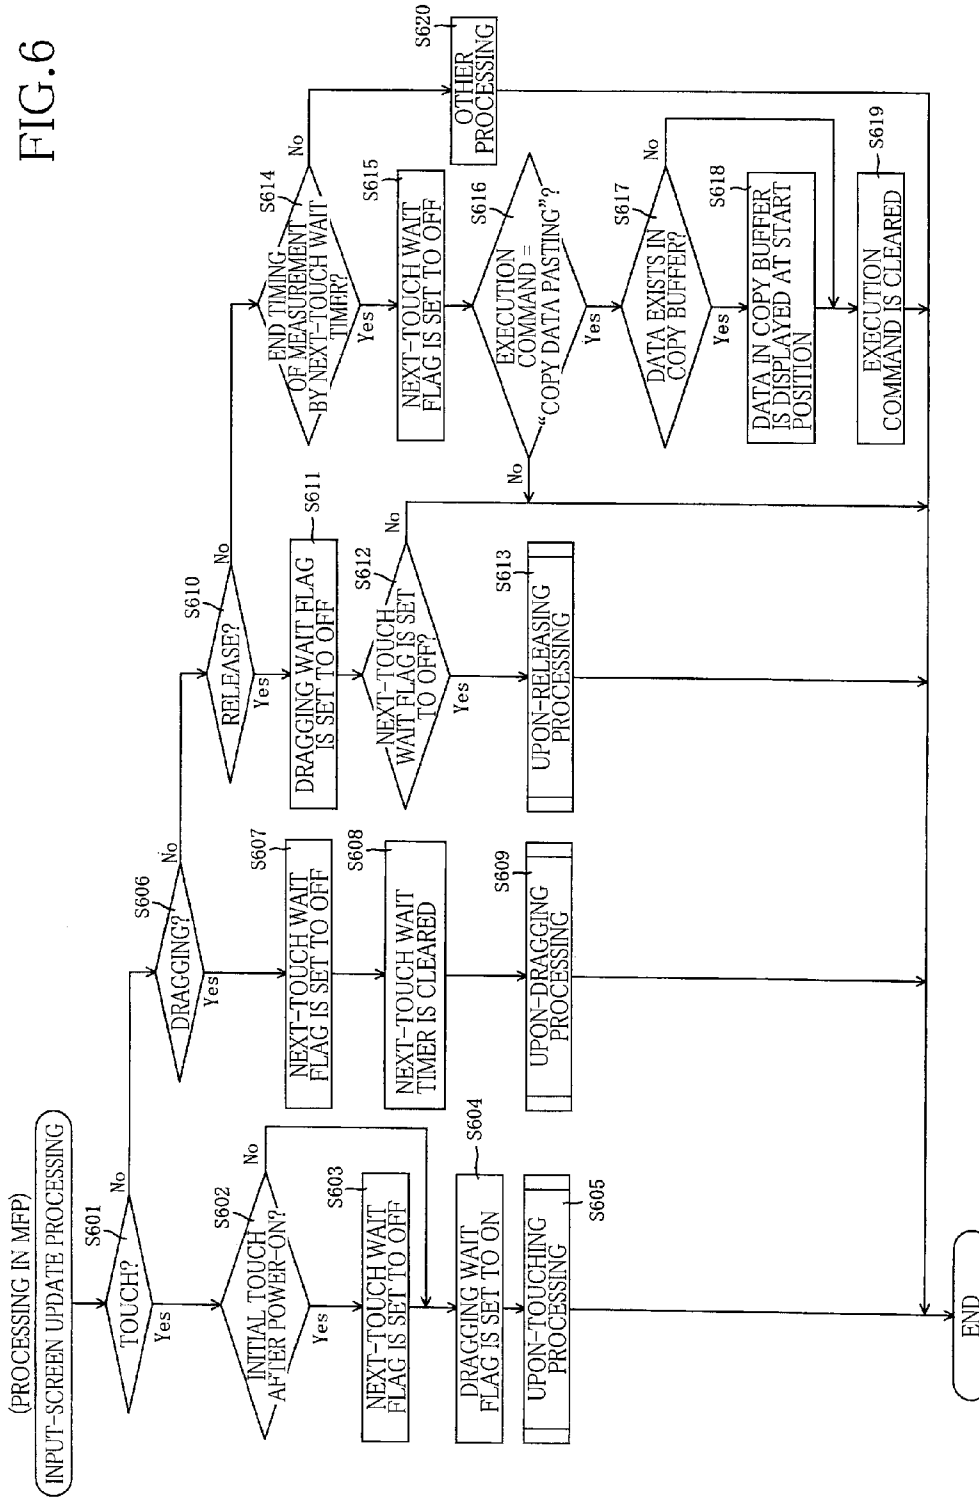 FIG.6
(PROCESSING IN MFP)
INPUT-SCREEN UPDATE PROCESSING
S601
TOUCH?
No
Yes
S602
INITIAL TOUCH
AFTER POWER-ON?
No
Yes
S603
NEXT-TOUCH WAIT
FLAG IS SET TO OFF
S604
DRAGGING WAIT
FLAG IS SET TO ON
S605
UPON-TOUCHING
PROCESSING
S606
DRAGGING?
No
Yes
S607
NEXT-TOUCH WAIT
FLAG IS SET TO OFF
S608
NEXT-TOUCH WAIT
TIMER IS CLEARED
S609
UPON-DRAGGING
PROCESSING
S610
RELEASE?
No
Yes
S611
DRAGGING WAIT FLAG
IS SET TO OFF
S612
NEXT-TOUCH
WAIT FLAG IS SET
TO OFF?
No
Yes
S613
UPON-RELEASING
PROCESSING
S614
END TIMING
OF MEASUREMENT
BY NEXT-TOUCH WAIT
TIMER?
No
Yes
S615
NEXT-TOUCH WAIT
FLAG IS SET TO OFF
S616
EXECUTION
COMMAND =
“COPY DATA PASTING”?
No
Yes
S617
DATA EXISTS IN
COPY BUFFER?
No
Yes
S618
DATA IN COPY BUFFER
IS DISPLAYED AT START
POSITION
S619
EXECUTION
COMMAND IS CLEARED
S620
OTHER
PROCESSING
END